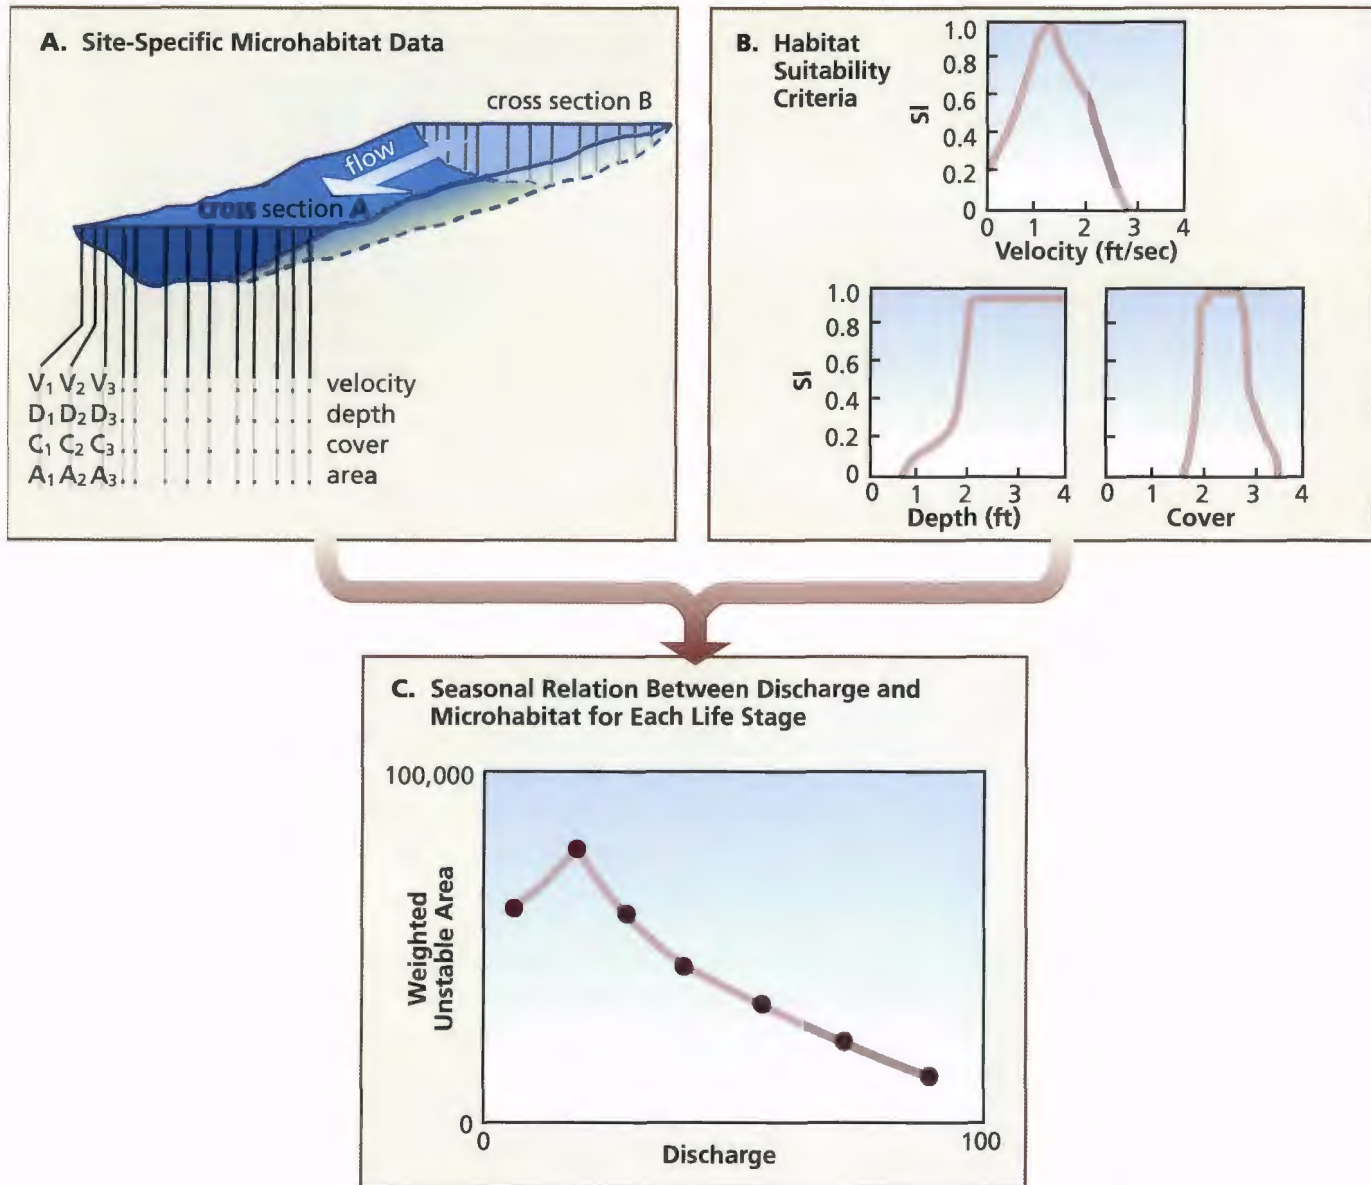 A. Site-Specific Microhabitat Data
cross section B
flow
cross section A
V₁ V₂ V₃ . . . . . . . . . . velocity
D₁ D₂ D₃ . . . . . . . . . . depth
C₁ C₂ C₃ . . . . . . . . . . cover
A₁ A₂ A₃ . . . . . . . . . . area
B. Habitat
Suitability
Criteria
SI
1.0
0.8
0.6
0.4
0.2
0
0 1 2 3 4
Velocity (ft/sec)
SI
1.0
0.8
0.6
0.4
0.2
0
0 1 2 3 4
Depth (ft)
0 1 2 3 4
Cover
C. Seasonal Relation Between Discharge and
Microhabitat for Each Life Stage
100,000
Weighted
Unstable Area
0
0 100
Discharge